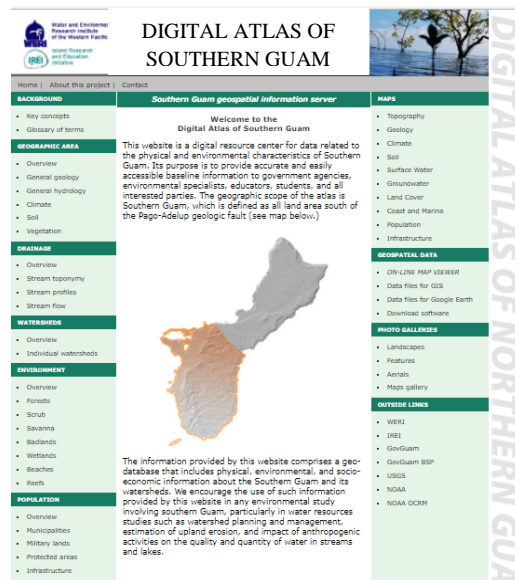 Water and Environmental
Research Institute
of the Western Pacific
WERI
IREI
Island Research
and Education
Initiative
DIGITAL ATLAS OF
SOUTHERN GUAM
Home | About this project | Contact
BACKGROUND
• Key concepts
• Glossary of terms
GEOGRAPHIC AREA
• Overview
• General geology
• General hydrology
• Climate
• Soil
• Vegetation
DRAINAGE
• Overview
• Stream toponymy
• Stream profiles
• Stream flow
WATERSHEDS
• Overview
• Individual watersheds
ENVIRONMENT
• Overview
• Forests
• Scrub
• Savanna
• Badlands
• Wetlands
• Beaches
• Reefs
POPULATION
• Overview
• Municipalities
• Military lands
• Protected areas
• Infrastructure
Southern Guam geospatial information server
Welcome to the
Digital Atlas of Southern Guam
This website is a digital resource center for data related to
the physical and environmental characteristics of Southern
Guam. Its purpose is to provide accurate and easily
accessible baseline information to government agencies,
environmental specialists, educators, students, and all
interested parties. The geographic scope of the atlas is
Southern Guam, which is defined as all land area south of
the Pago-Adelup geologic fault (see map below.)
The information provided by this website comprises a geo-
database that includes physical, environmental, and socio-
economic information about the Southern Guam and its
watersheds. We encourage the use of such information
provided by this website in any environmental study
involving southern Guam, particularly in water resources
studies such as watershed planning and management,
estimation of upland erosion, and impact of anthropogenic
activities on the quality and quantity of water in streams
and lakes.
MAPS
• Topography
• Geology
• Climate
• Soil
• Surface Water
• Groundwater
• Land Cover
• Coast and Marine
• Population
• Infrastructure
GEOSPATIAL DATA
• ON-LINE MAP VIEWER
• Data files for GIS
• Data files for Google Earth
• Download software
PHOTO GALLERIES
• Landscapes
• Features
• Aerials
• Maps gallery
OUTSIDE LINKS
• WERI
• IREI
• GovGuam
• GovGuam BSP
• USGS
• NOAA
• NOAA OCRM
DIGITAL ATLAS OF NORTHERN GUA